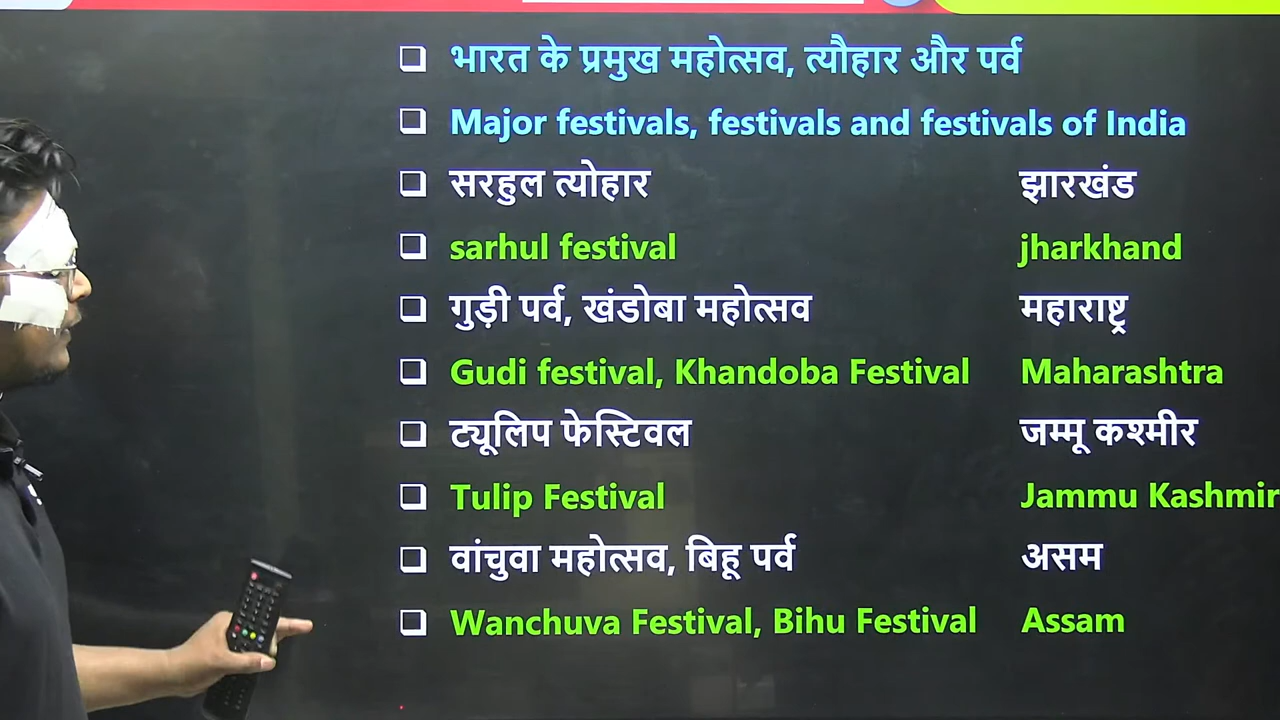 भारत के प्रमुख महोत्सव, त्यौहार और पर्व
Major festivals, festivals and festivals of India
सरहुल त्योहार झारखंड
sarhul festival jharkhand
गुड़ी पर्व, खंडोबा महोत्सव महाराष्ट्र
Gudi festival, Khandoba Festival Maharashtra
ट्यूलिप फेस्टिवल जम्मू कश्मीर
Tulip Festival Jammu Kashmir
वांचुवा महोत्सव, बिहू पर्व असम
Wanchuva Festival, Bihu Festival Assam